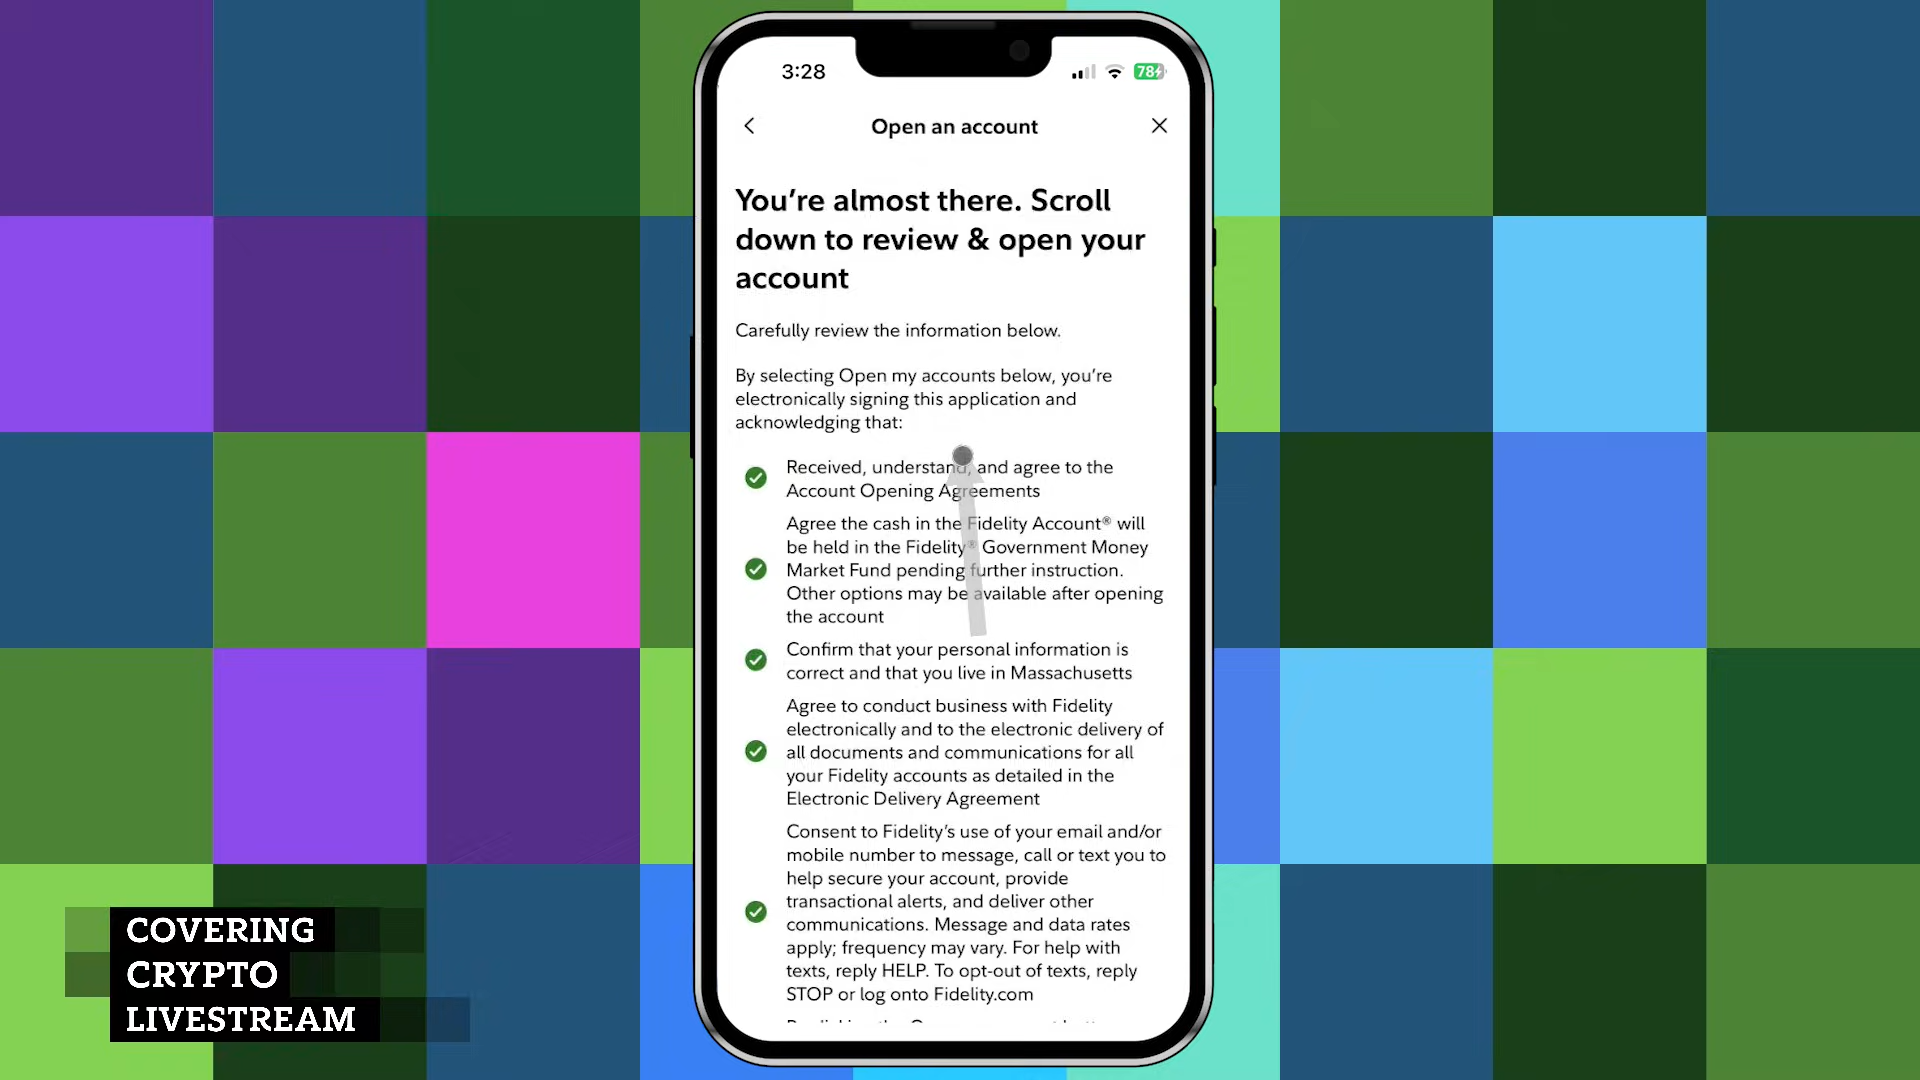 3:28
78
Open an account
You're almost there. Scroll
down to review & open your
account
Carefully review the information below.
By selecting Open my accounts below, you're
electronically signing this application and
acknowledging that:
Received, understand, and agree to the
Account Opening Agreements
Agree the cash in the Fidelity Account® will
be held in the Fidelity® Government Money
Market Fund pending further instruction.
Other options may be available after opening
the account
Confirm that your personal information is
correct and that you live in Massachusetts
Agree to conduct business with Fidelity
electronically and to the electronic delivery of
all documents and communications for all
your Fidelity accounts as detailed in the
Electronic Delivery Agreement
Consent to Fidelity's use of your email and/or
mobile number to message, call or text you to
help secure your account, provide
transactional alerts, and deliver other
communications. Message and data rates
apply; frequency may vary. For help with
texts, reply HELP. To opt-out of texts, reply
STOP or log onto Fidelity.com
COVERING
CRYPTO
LIVESTREAM